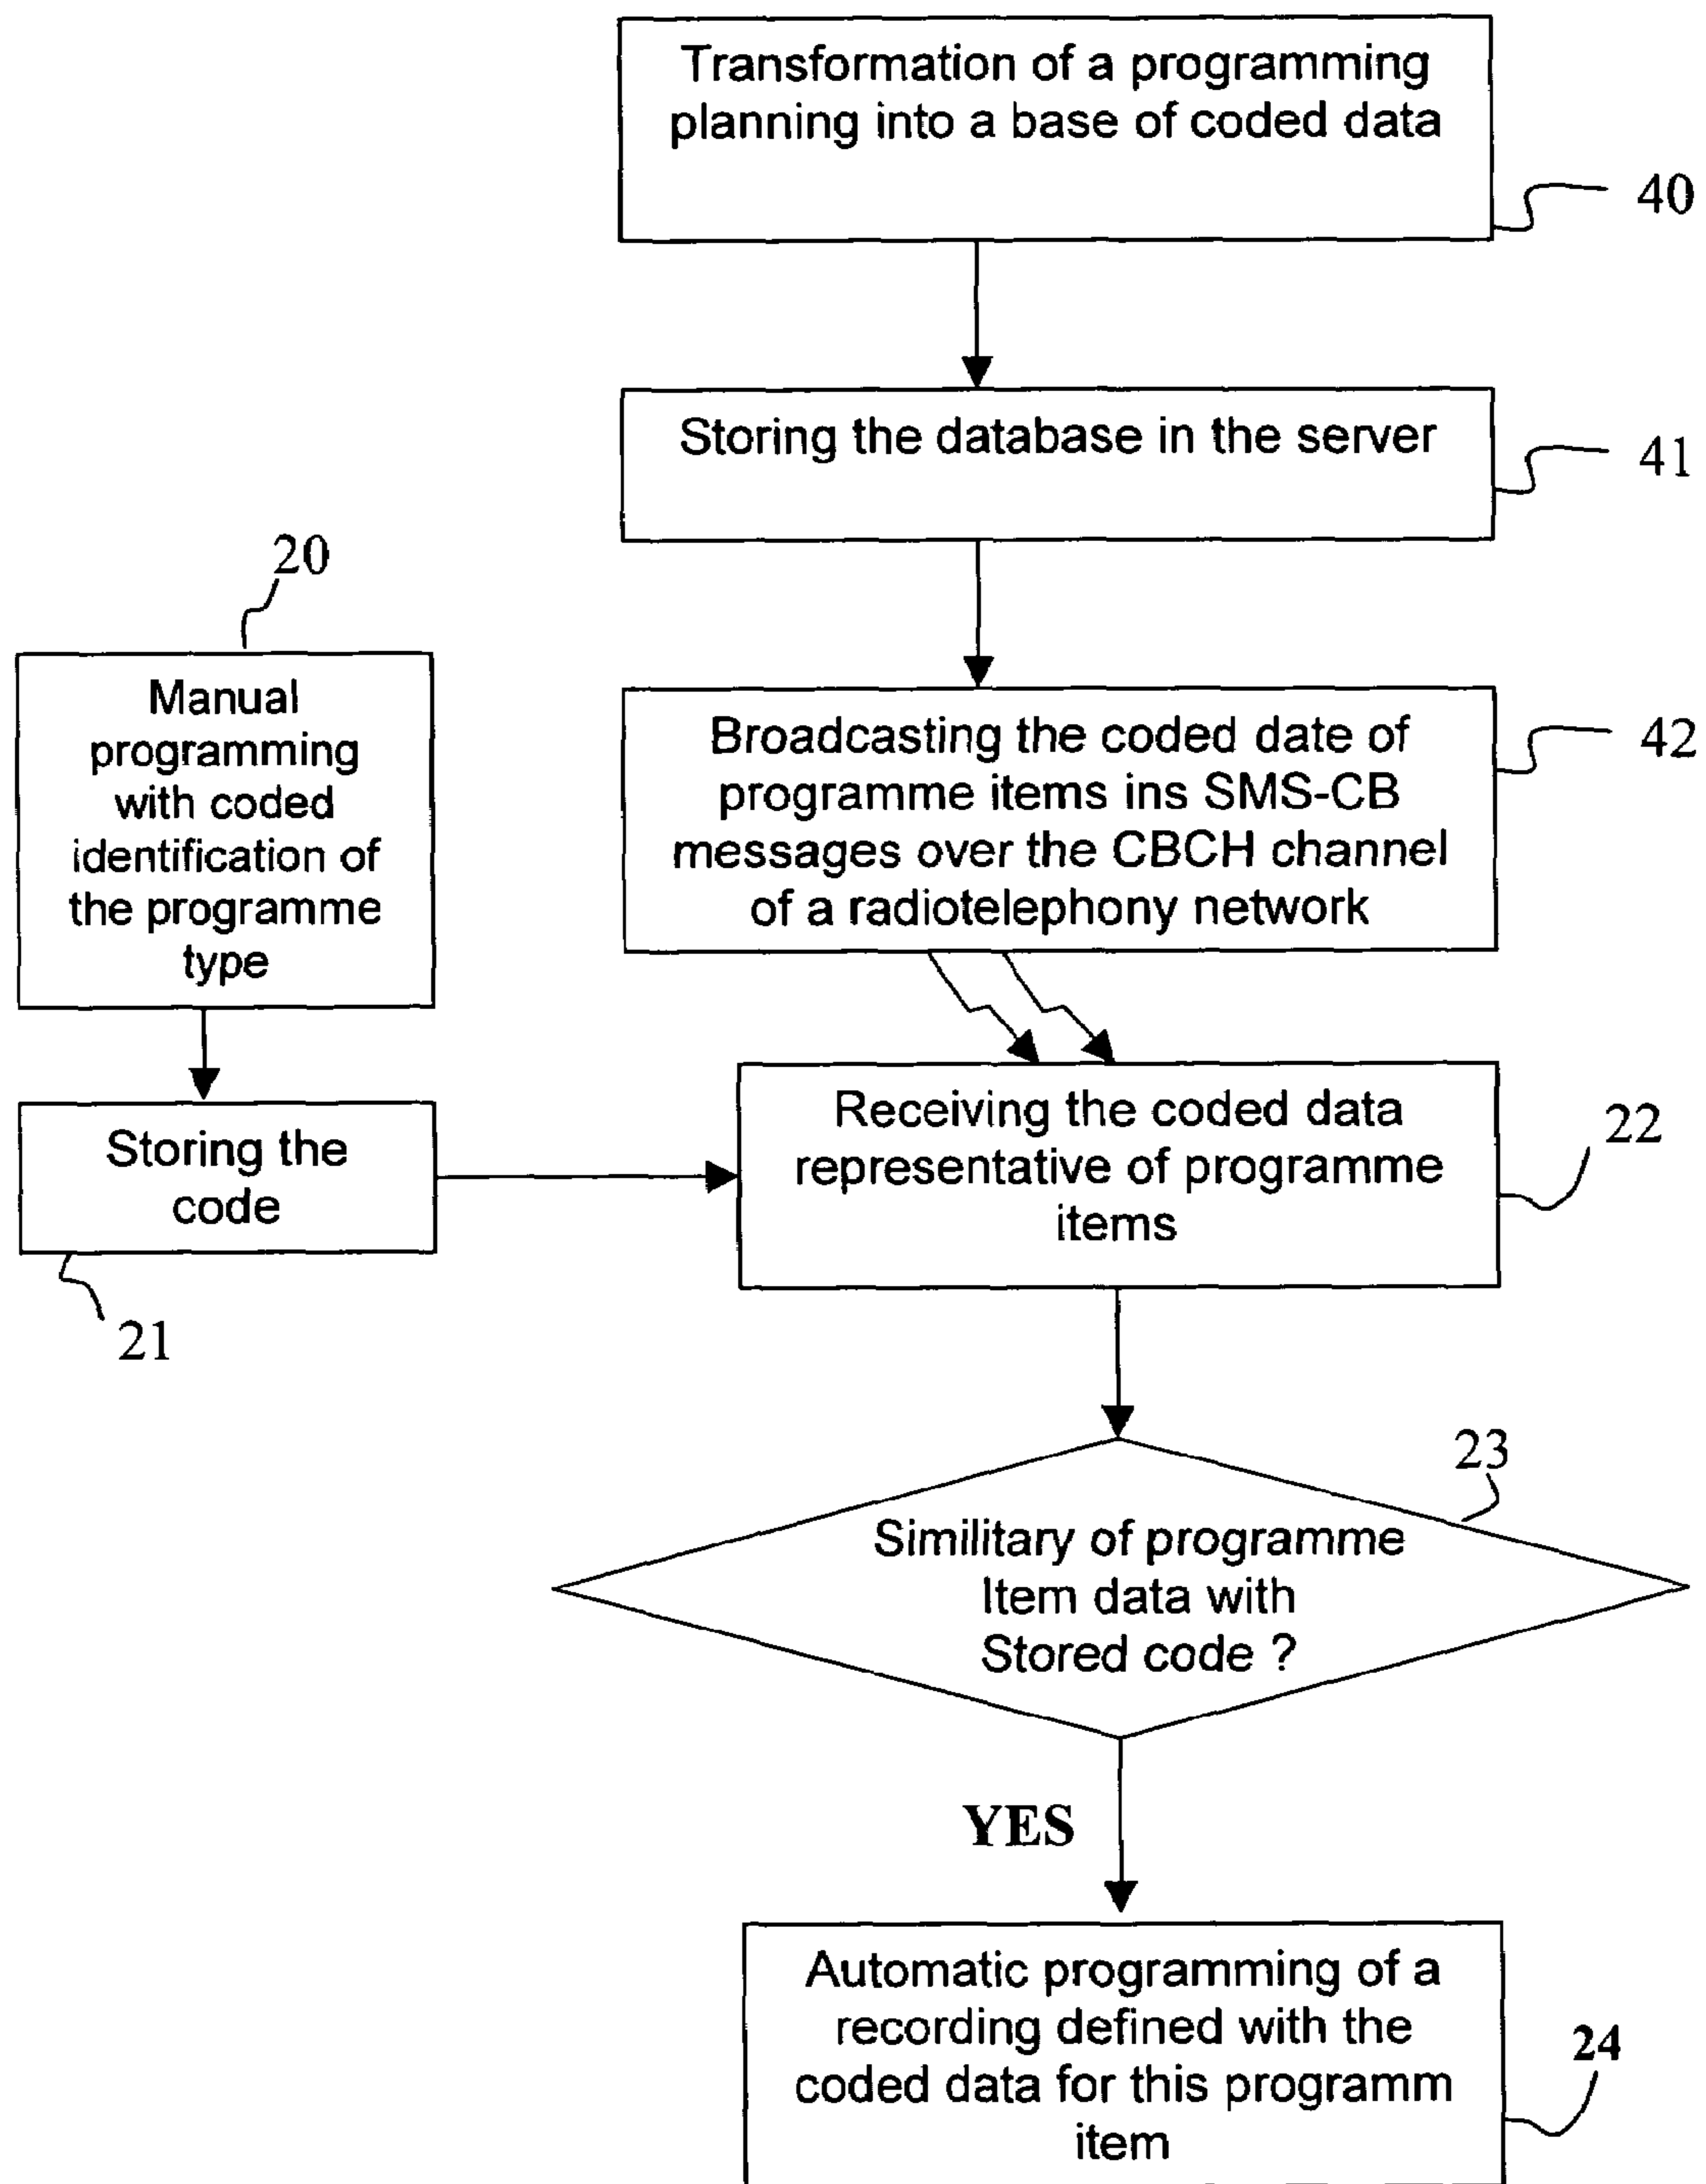 Transformation of a programming
planning into a base of coded data
40
Storing the database in the server
41
20
Manual
programming
with coded
identification of
the programme
type
Broadcasting the coded date of
programme items ins SMS-CB
messages over the CBCH channel
of a radiotelephony network
42
Storing the
code
21
Receiving the coded data
representative of programme
items
22
23
Similitary of programme
Item data with
Stored code ?
YES
Automatic programming of a
recording defined with the
coded data for this programm
item
24